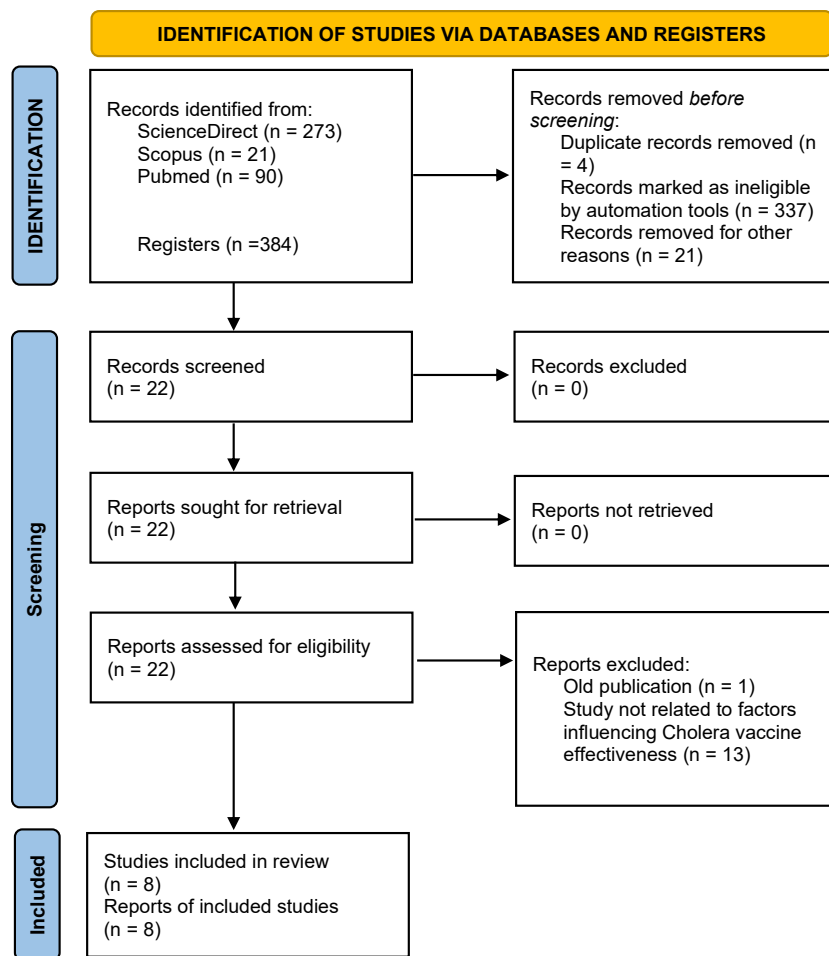 IDENTIFICATION OF STUDIES VIA DATABASES AND REGISTERS
IDENTIFICATION
Records identified from:
ScienceDirect (n = 273)
Scopus (n = 21)
Pubmed (n = 90)
Registers (n =384)
Records removed before
screening:
Duplicate records removed (n
= 4)
Records marked as ineligible
by automation tools (n = 337)
Records removed for other
reasons (n = 21)
Screening
Records screened
(n = 22)
Records excluded
(n = 0)
Reports sought for retrieval
(n = 22)
Reports not retrieved
(n = 0)
Reports assessed for eligibility
(n = 22)
Reports excluded:
Old publication (n = 1)
Study not related to factors
influencing Cholera vaccine
effectiveness (n = 13)
Included
Studies included in review
(n = 8)
Reports of included studies
(n = 8)